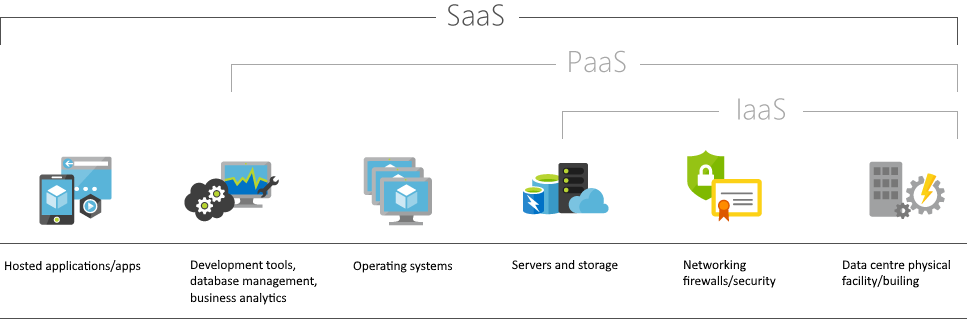 SaaS
PaaS
IaaS
Hosted applications/apps
Development tools,
database management,
business analytics
Operating systems
Servers and storage
Networking
firewalls/security
Data centre physical
facility/builing